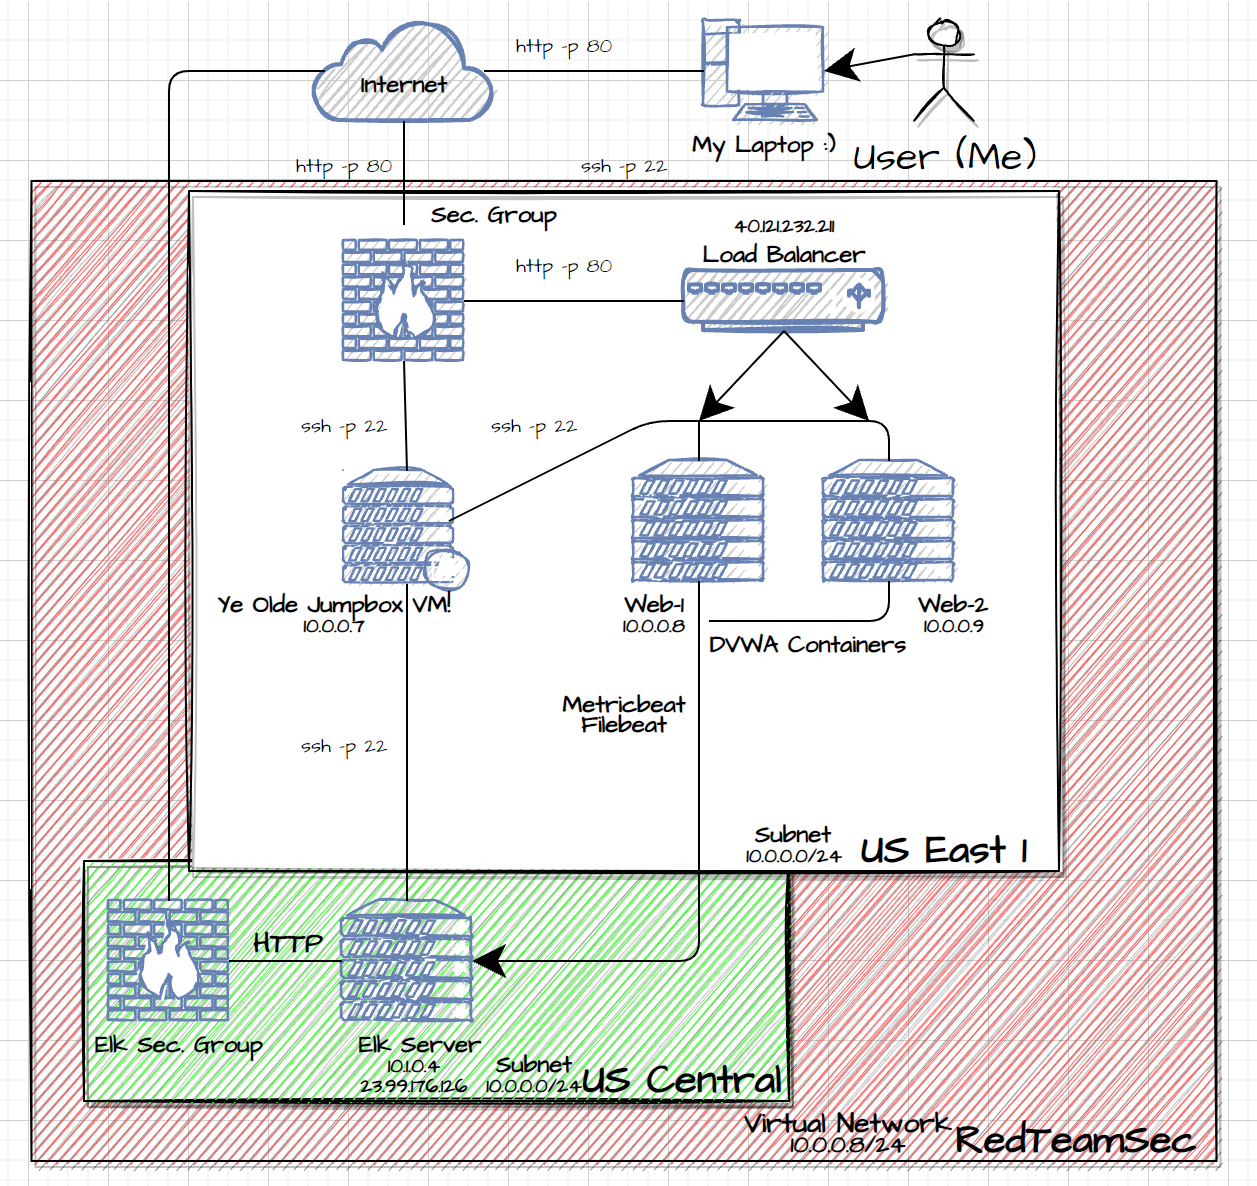 http -p 80
Internet
My Laptop :)
User (Me)
http -p 80
ssh -p 22
Sec. Group
40.121.232.211
Load Balancer
http -p 80
ssh -p 22
ssh -p 22
Ye Olde Jumpbox VM!
10.0.0.7
Web-1
10.0.0.8
Web-2
10.0.0.9
DVWA Containers
Metricbeat
Filebeat
ssh -p 22
Subnet
10.0.0.0/24
US East 1
HTTP
Elk Sec. Group
Elk Server
10.1.0.4
23.99.176.126
Subnet
10.0.0.0/24
US Central
Virtual Network
10.0.0.8/24
RedTeamSec